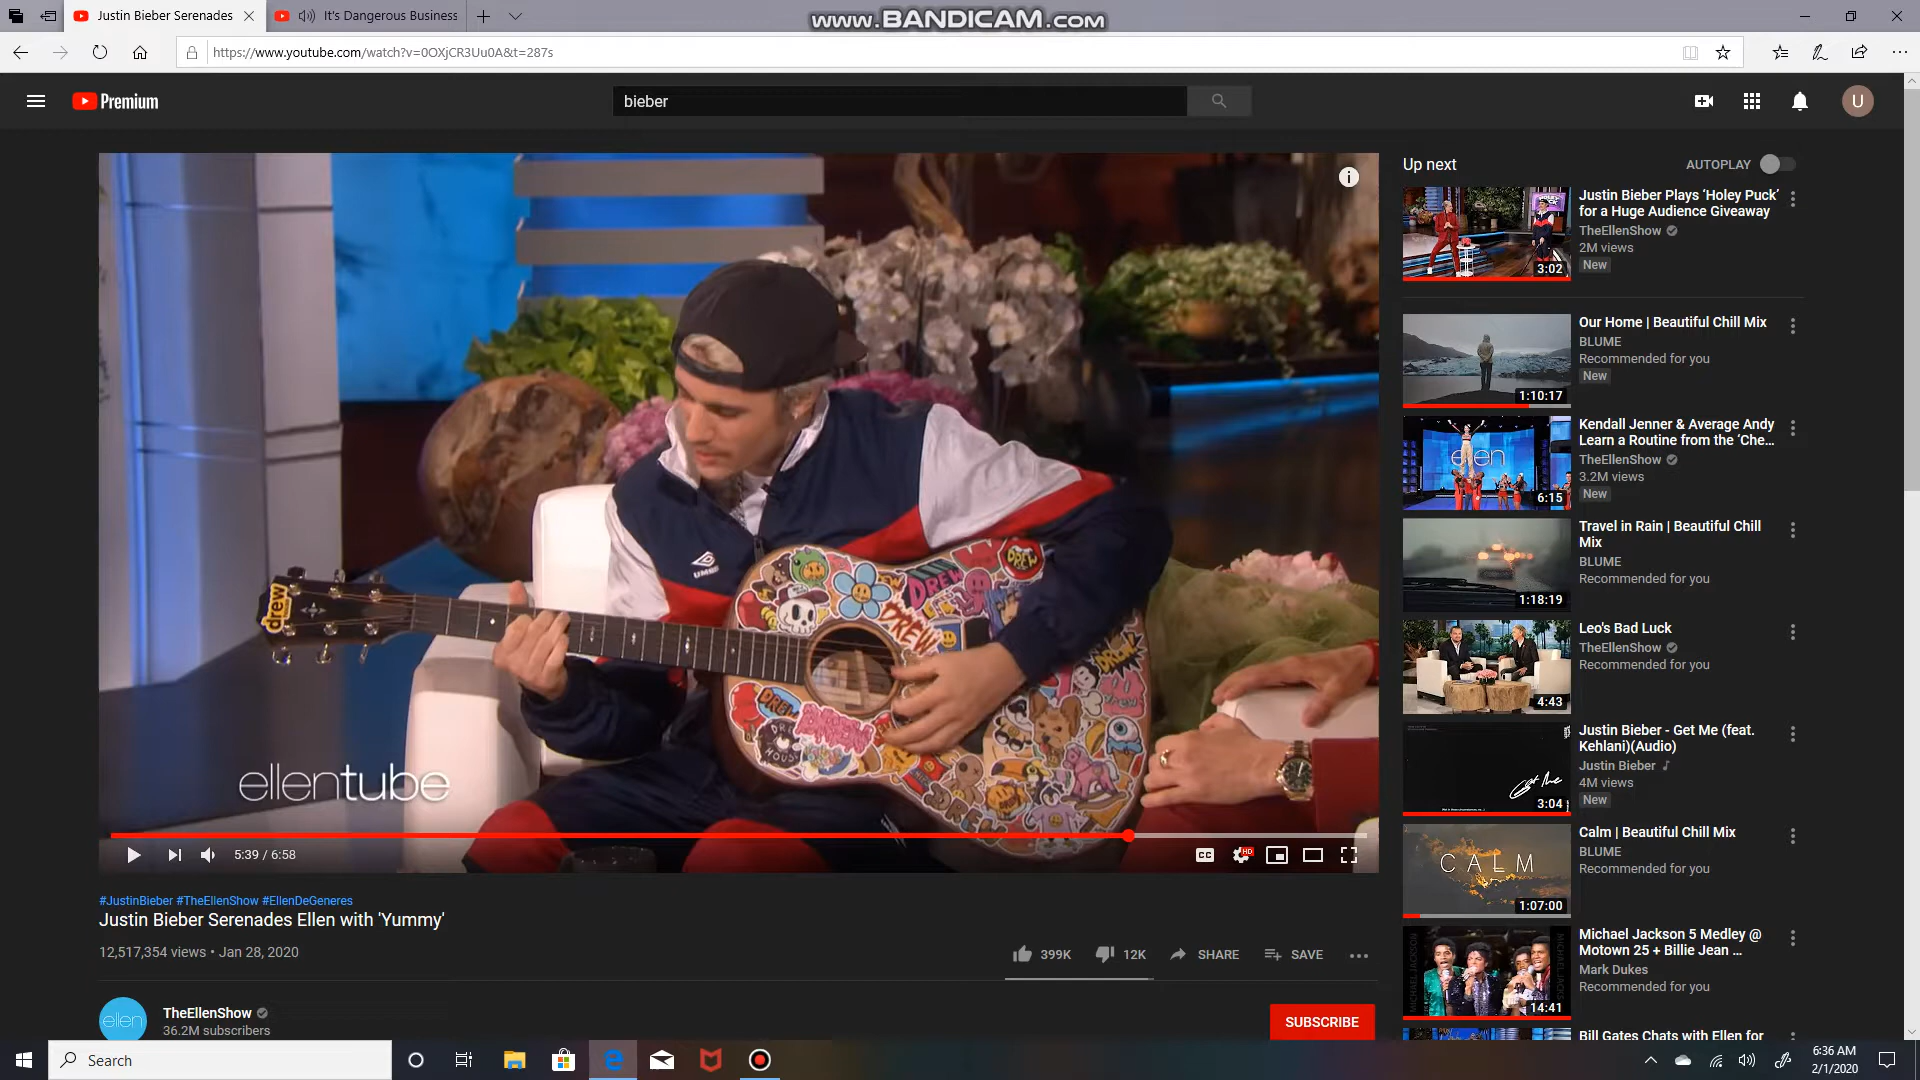 Justin Bieber Serenades
It's Dangerous Business
www.BANDICAM.com
https://www.youtube.com/watch?v=0OXjCR3Uu0A&t=287s
Premium
bieber
U
Up next
AUTOPLAY
Justin Bieber Plays ‘Holey Puck’
for a Huge Audience Giveaway
TheEllenShow
2M views
New
3:02
Our Home | Beautiful Chill Mix
BLUME
Recommended for you
New
1:10:17
Kendall Jenner & Average Andy
Learn a Routine from the ‘Che...
TheEllenShow
3.2M views
New
ellen
6:15
Travel in Rain | Beautiful Chill
Mix
BLUME
Recommended for you
1:18:19
Leo's Bad Luck
TheEllenShow
Recommended for you
4:43
Justin Bieber - Get Me (feat.
Kehlani)(Audio)
Justin Bieber
4M views
New
Get Me
3:04
Calm | Beautiful Chill Mix
BLUME
Recommended for you
CALM
1:07:00
Michael Jackson 5 Medley @
Motown 25 + Billie Jean ...
Mark Dukes
Recommended for you
14:41
Bill Gates Chats with Ellen for
drew
DREW
DREW
ellentube
5:39 / 6:58
CC
HD
#JustinBieber #TheEllenShow #EllenDeGeneres
Justin Bieber Serenades Ellen with 'Yummy'
12,517,354 views • Jan 28, 2020
399K
12K
SHARE
SAVE
ellen
TheEllenShow
36.2M subscribers
SUBSCRIBE
Search
6:36 AM
2/1/2020